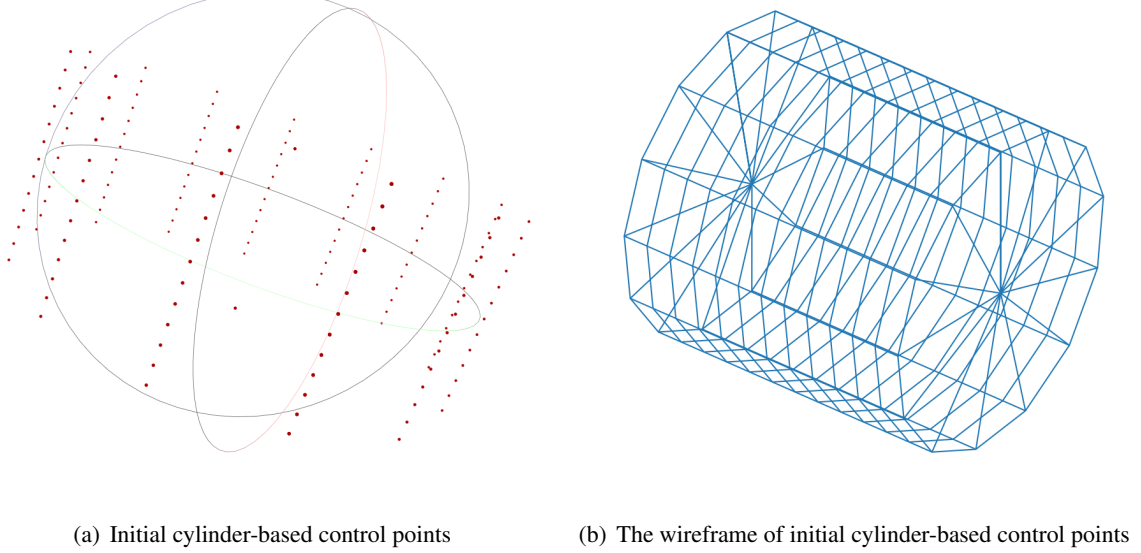 (a) Initial cylinder-based control points
(b) The wireframe of initial cylinder-based control points